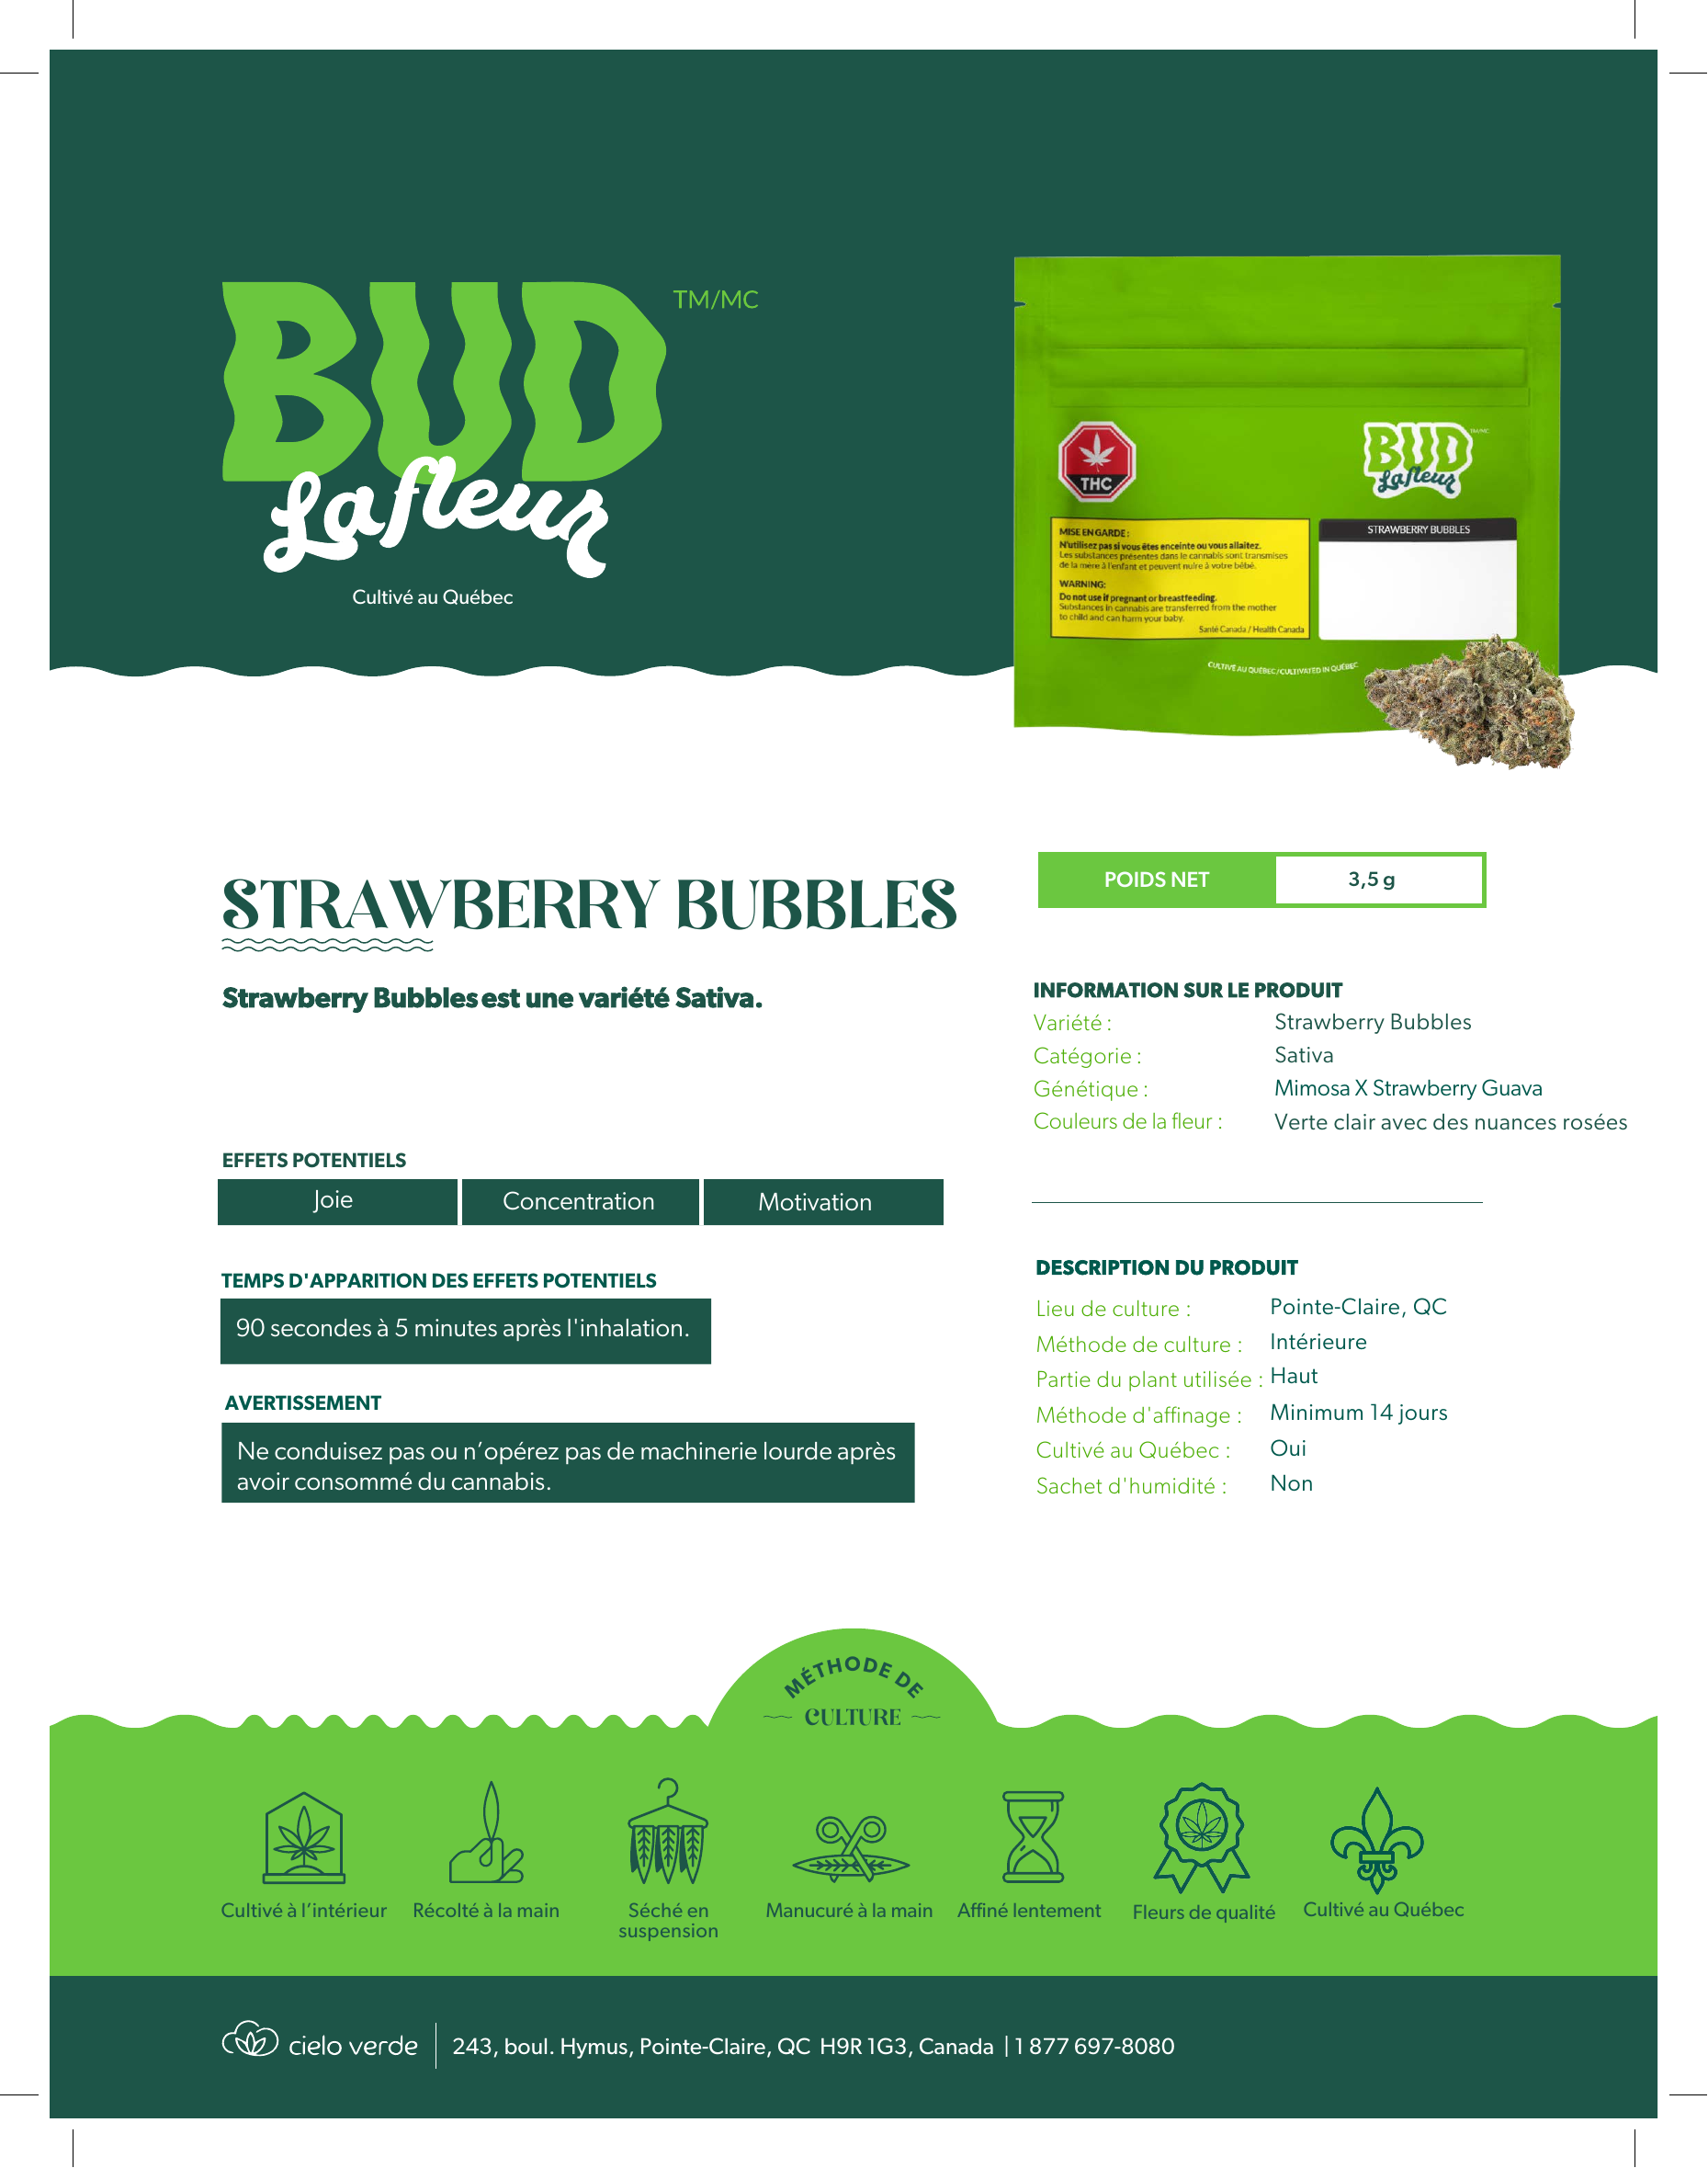 BUD
TM/MC
La fleur
Cultivé au Québec
THC
BUD
TM/MC
La fleur
MISE EN GARDE :
N'utilisez pas si vous êtes enceinte ou vous allaitez.
Les substances présentes dans le cannabis sont transmises
de la mère à l'enfant et peuvent nuire à votre bébé.
WARNING:
Do not use if pregnant or breastfeeding.
Substances in cannabis are transferred from the mother
to child and can harm your baby.
Santé Canada / Health Canada
STRAWBERRY BUBBLES
CULTIVÉ AU QUÉBEC / CULTIVATED IN QUÉBEC
STRAWBERRY BUBBLES
Strawberry Bubbles est une variété Sativa.
EFFETS POTENTIELS
Joie
Concentration
Motivation
TEMPS D'APPARITION DES EFFETS POTENTIELS
90 secondes à 5 minutes après l'inhalation.
AVERTISSEMENT
Ne conduisez pas ou n’opérez pas de machinerie lourde après
avoir consommé du cannabis.
POIDS NET 3,5 g
INFORMATION SUR LE PRODUIT
Variété : Strawberry Bubbles
Catégorie : Sativa
Génétique : Mimosa X Strawberry Guava
Couleurs de la fleur : Verte clair avec des nuances rosées
DESCRIPTION DU PRODUIT
Lieu de culture : Pointe-Claire, QC
Méthode de culture : Intérieure
Partie du plant utilisée : Haut
Méthode d'affinage : Minimum 14 jours
Cultivé au Québec : Oui
Sachet d'humidité : Non
MÉTHODE DE
CULTURE
Cultivé à l’intérieur
Récolté à la main
Séché en
suspension
Manucuré à la main
Affiné lentement
Fleurs de qualité
Cultivé au Québec
cielo verde
243, boul. Hymus, Pointe-Claire, QC H9R 1G3, Canada | 1 877 697-8080